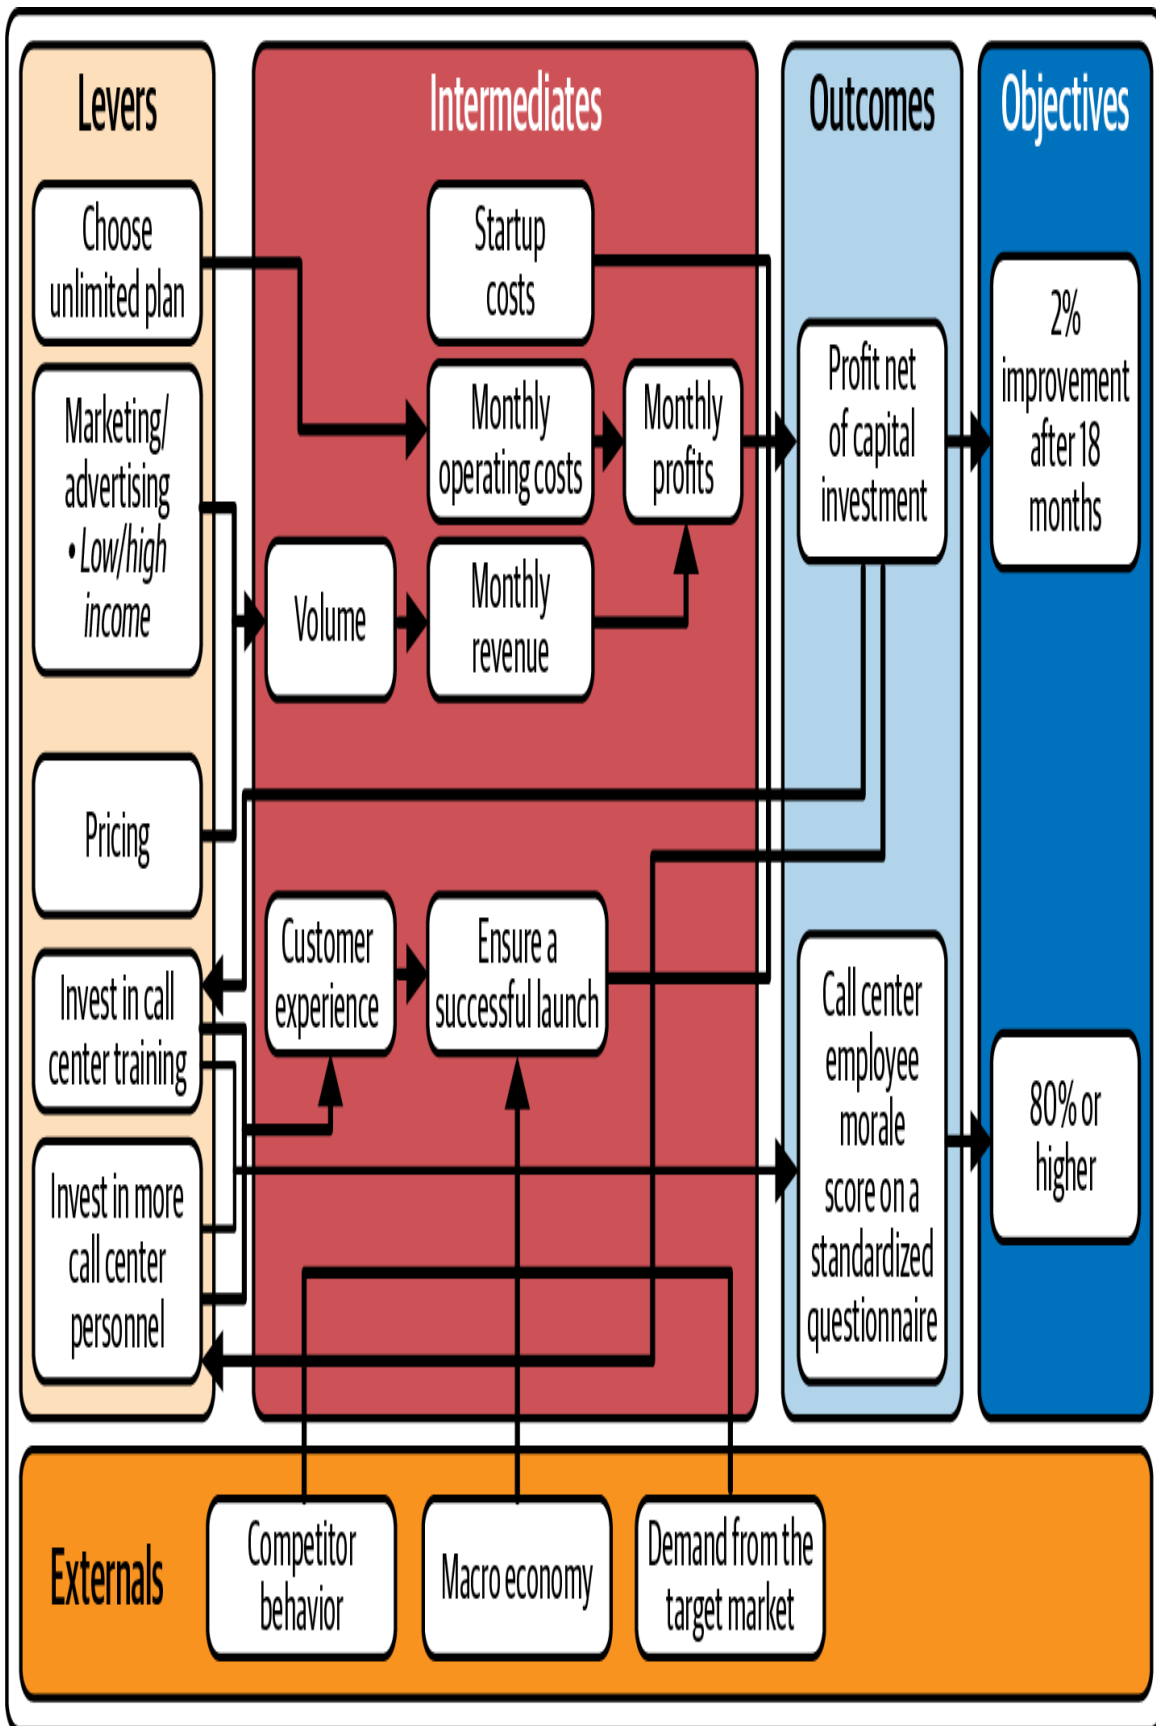 Levers
Choose
unlimited plan
Marketing/
advertising
• Low/high
income
Pricing
Invest in call
center training
Invest in more
call center
personnel
Intermediates
Startup
costs
Monthly
operating costs
Monthly
profits
Volume
Monthly
revenue
Customer
experience
Ensure a
successful launch
Outcomes
Profit net
of capital
investment
Call center
employee
morale
score on a
standardized
questionnaire
Objectives
2%
improvement
after 18
months
80% or
higher
Externals
Competitor
behavior
Macro economy
Demand from the
target market